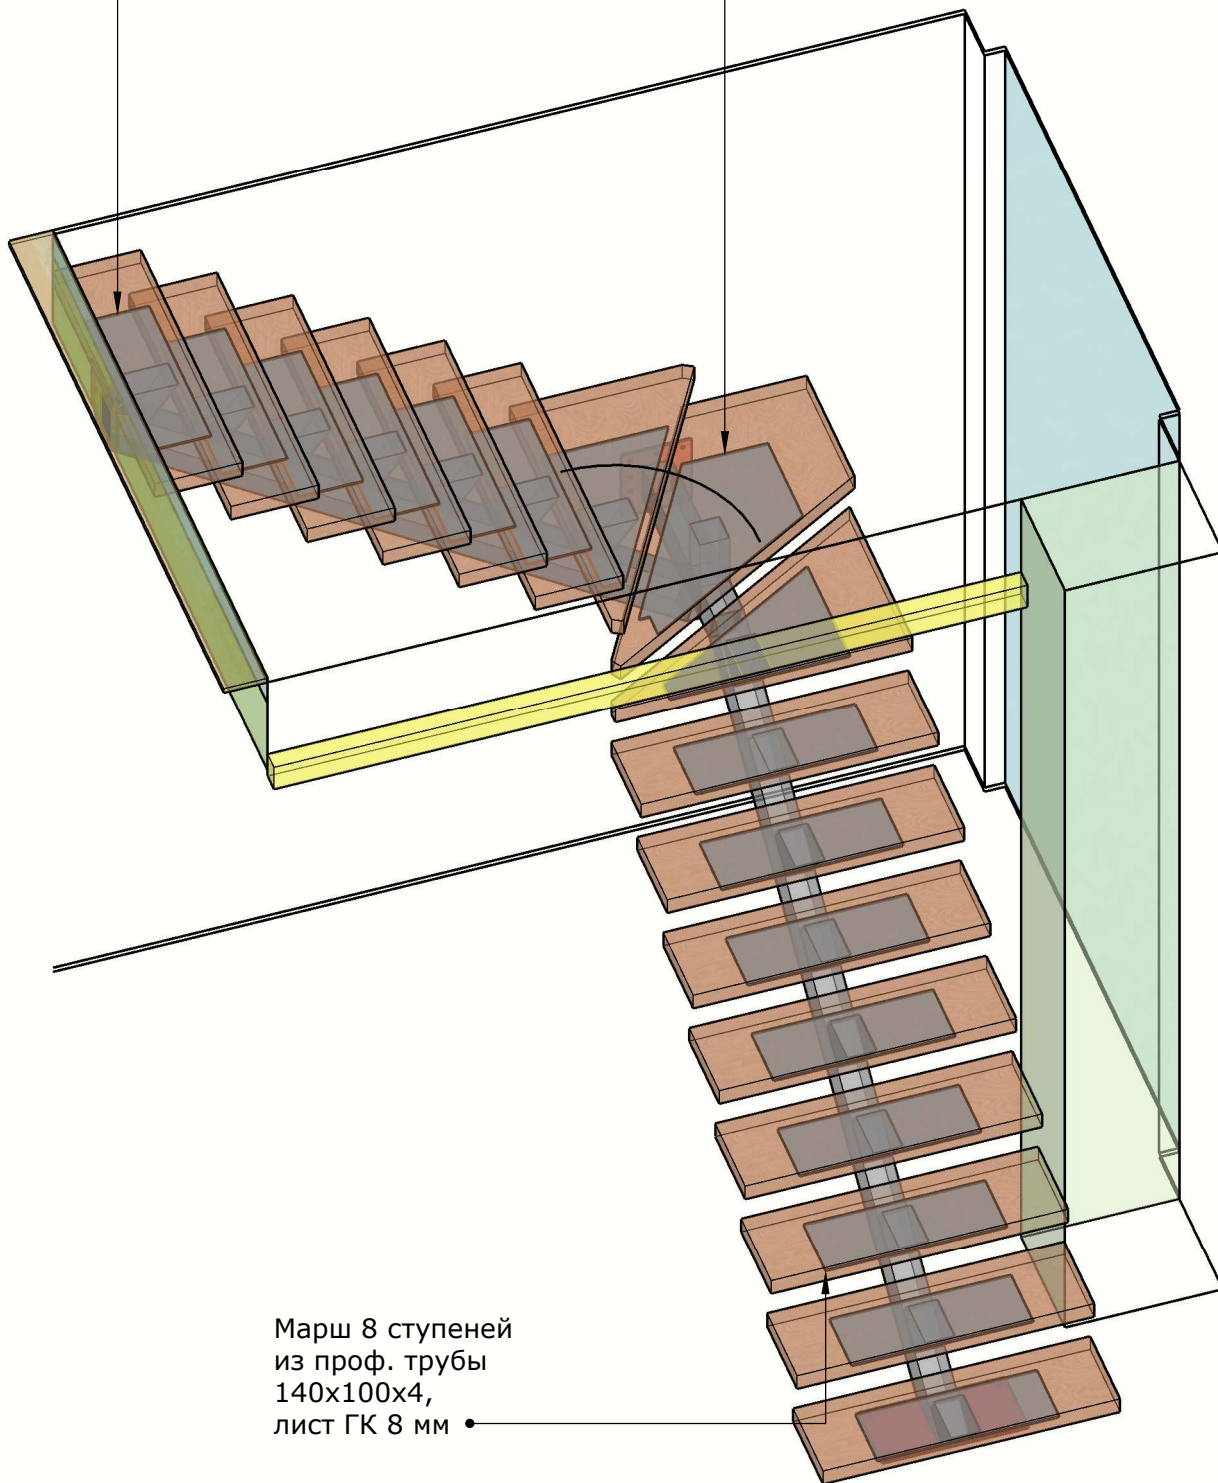 Марш 8 ступеней
из проф. трубы
140х100х4,
лист ГК 8 мм